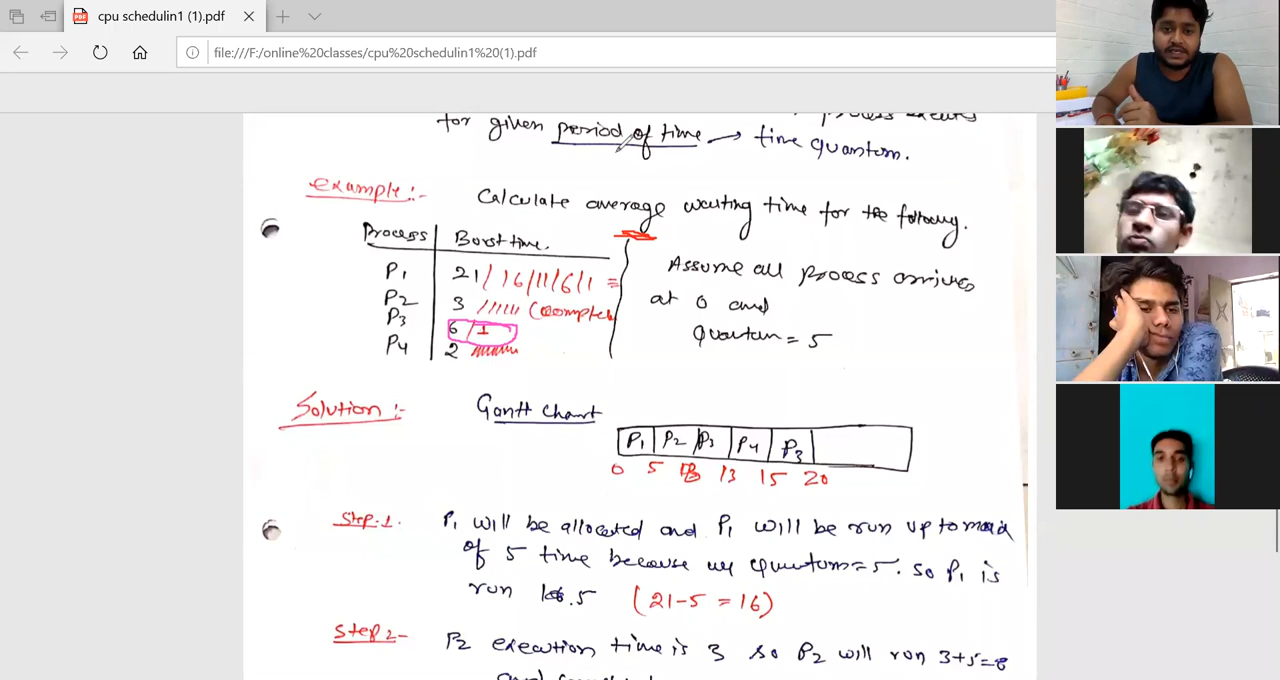 cpu schedulin1 (1).pdf
file:///F:/online%20classes/cpu%20schedulin1%20(1).pdf
for given period of time → time quantum.
example:- Calculate average waiting time for the following.
Process Burst time.
P1 21/ 16/11/6/1 =
P2 3 (complete
P3 6/1
P4 2
Assume all process arrives
at 0 and
quantum = 5
Solution:- Gantt chart
P1 P2 P3 P4 P3
0 5 8 13 15 20
Step-1. P1 will be allocated and P1 will be run up to
of 5 time because quantum=5. so P1 is
run 5 (21-5 = 16)
Step 2- P2 execution time is 3 so P2 will run 3+5=8